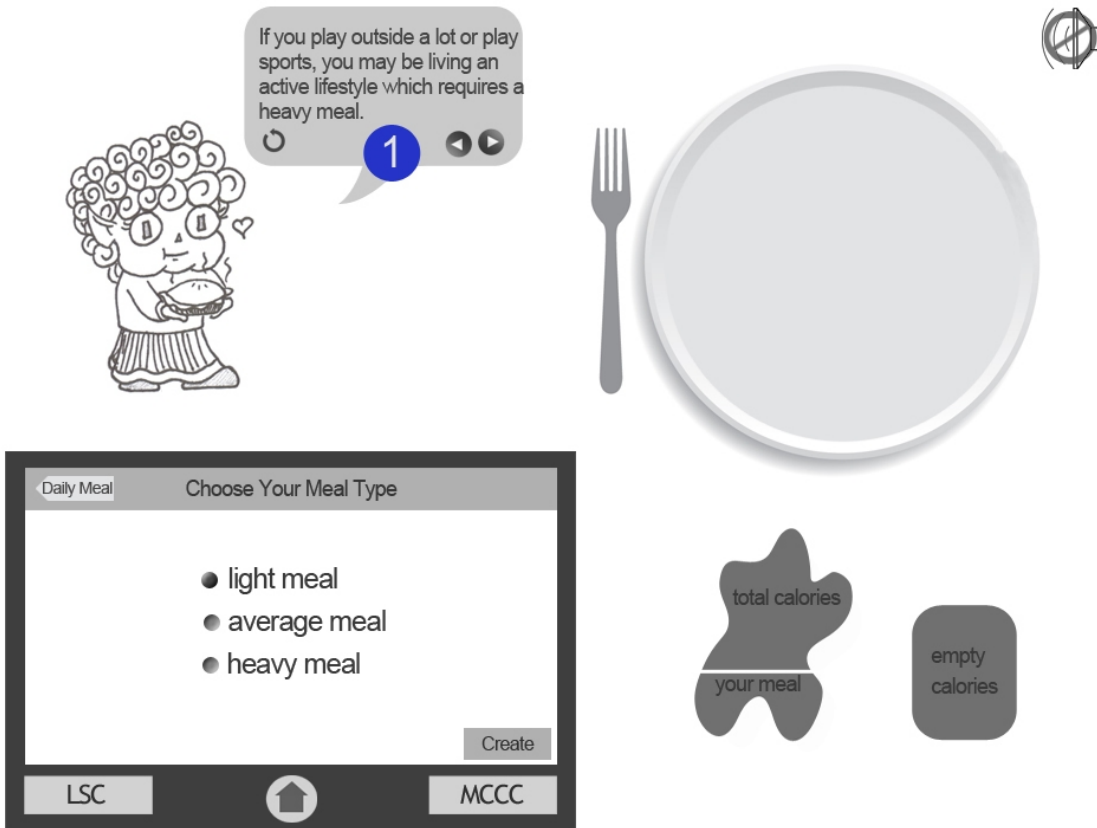 If you play outside a lot or play
sports, you may be living an
active lifestyle which requires a
heavy meal.
1
Daily Meal
Choose Your Meal Type
light meal
average meal
heavy meal
Create
LSC
MCCC
total calories
your meal
empty
calories